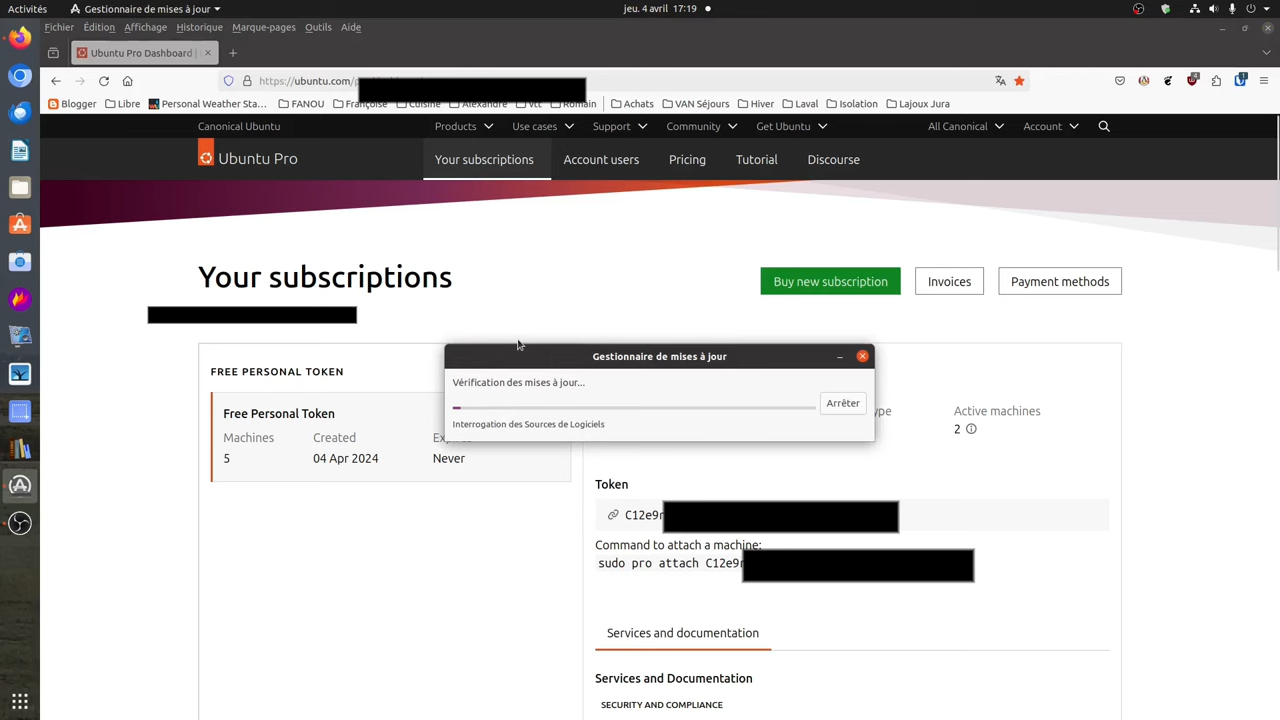 Activités
Gestionnaire de mises à jour
jeu. 4 avril 17:19
Fichier Édition Affichage Historique Marque-pages Outils Aide
Ubuntu Pro Dashboard
https://ubuntu.com/p
Blogger Libre Personal Weather Sta... FANOU Françoise Cuisine Alexandre vtt Romain Achats VAN Séjours Hiver Laval Isolation Lajoux Jura
Canonical Ubuntu Products Use cases Support Community Get Ubuntu All Canonical Account
Ubuntu Pro Your subscriptions Account users Pricing Tutorial Discourse
Your subscriptions
Buy new subscription Invoices Payment methods
FREE PERSONAL TOKEN
Free Personal Token
Machines Created
5 04 Apr 2024 Never
Gestionnaire de mises à jour
Vérification des mises à jour...
Arrêter
Interrogation des Sources de Logiciels
Active machines
2
Token
C12e9r
Command to attach a machine:
sudo pro attach C12e9r
Services and documentation
Services and Documentation
SECURITY AND COMPLIANCE